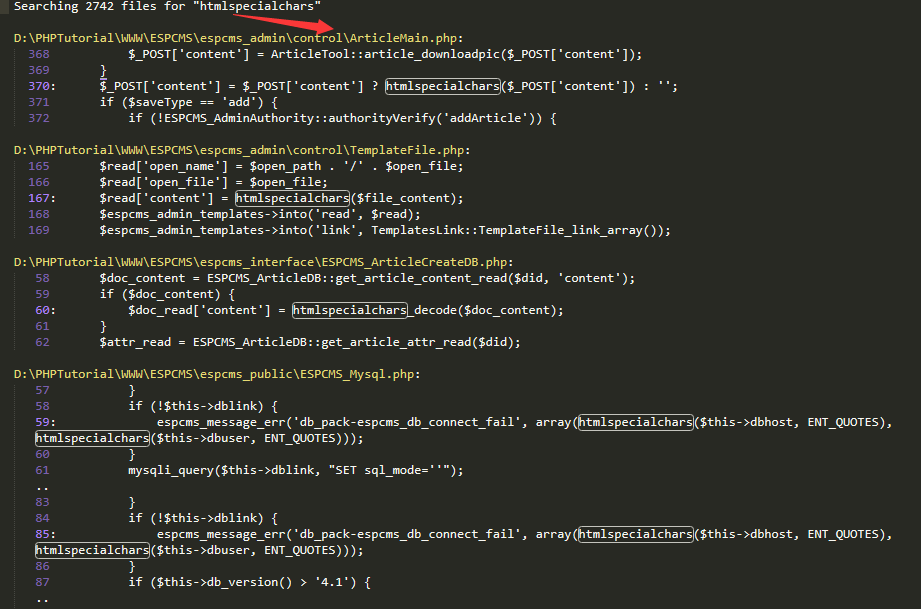 Searching 2742 files for "htmlspecialchars"
D:\PHPTutorial\WWW\ESPCMS\espcms_admin\control\ArticleMain.php:
368 $_POST['content'] = ArticleTool::article_downloadpic($_POST['content']);
369 }
370: $_POST['content'] = $_POST['content'] ? htmlspecialchars($_POST['content']) : '';
371 if ($saveType == 'add') {
372 if (!ESPCMS_AdminAuthority::authorityVerify('addArticle')) {
D:\PHPTutorial\WWW\ESPCMS\espcms_admin\control\TemplateFile.php:
165 $read['open_name'] = $open_path . '/' . $open_file;
166 $read['open_file'] = $open_file;
167: $read['content'] = htmlspecialchars($file_content);
168 $espcms_admin_templates->into('read', $read);
169 $espcms_admin_templates->into('link', TemplatesLink::TemplateFile_link_array());
D:\PHPTutorial\WWW\ESPCMS\espcms_interface\ESPCMS_ArticleCreateDB.php:
58 $doc_content = ESPCMS_ArticleDB::get_article_content_read($did, 'content');
59 if ($doc_content) {
60: $doc_read['content'] = htmlspecialchars_decode($doc_content);
61 }
62 $attr_read = ESPCMS_ArticleDB::get_article_attr_read($did);
D:\PHPTutorial\WWW\ESPCMS\espcms_public\ESPCMS_Mysql.php:
57 }
58 if (!$this->dblink) {
59: espcms_message_err('db_pack-espcms_db_connect_fail', array(htmlspecialchars($this->dbhost, ENT_QUOTES),
htmlspecialchars($this->dbuser, ENT_QUOTES)));
60 }
61 mysqli_query($this->dblink, "SET sql_mode=''");
..
83 }
84 if (!$this->dblink) {
85: espcms_message_err('db_pack-espcms_db_connect_fail', array(htmlspecialchars($this->dbhost, ENT_QUOTES),
htmlspecialchars($this->dbuser, ENT_QUOTES)));
86 }
87 if ($this->db_version() > '4.1') {
..